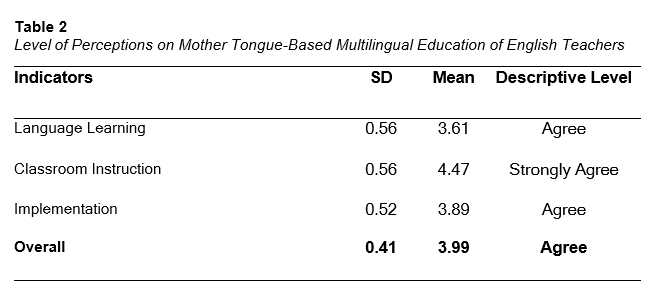 Table 2
Level of Perceptions on Mother Tongue-Based Multilingual Education of English Teachers
Indicators SD Mean Descriptive Level
Language Learning 0.56 3.61 Agree
Classroom Instruction 0.56 4.47 Strongly Agree
Implementation 0.52 3.89 Agree
Overall 0.41 3.99 Agree